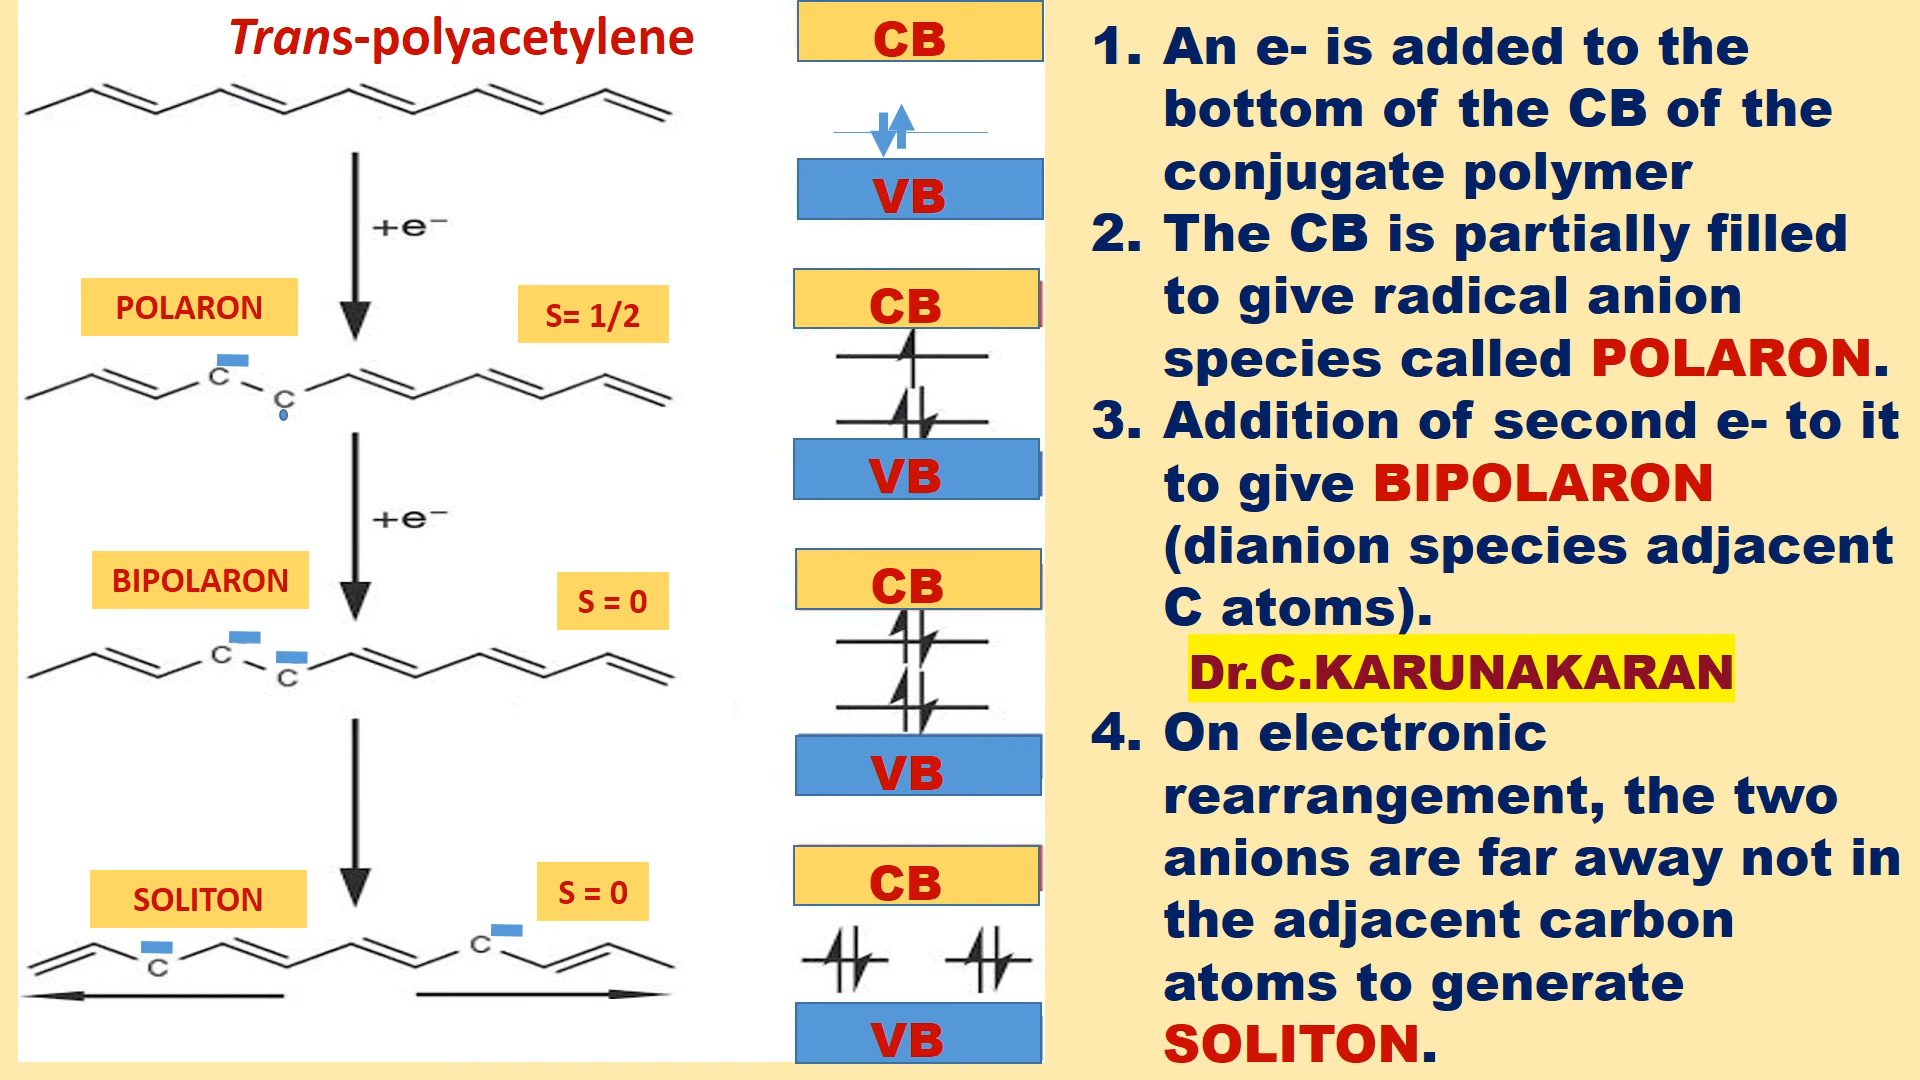 Trans-polyacetylene
+e−
POLARON
S= 1/2
C
C
+e−
BIPOLARON
S = 0
C
C
SOLITON
S = 0
C
C
CB
VB
CB
VB
CB
VB
CB
VB
1. An e- is added to the
bottom of the CB of the
conjugate polymer
2. The CB is partially filled
to give radical anion
species called POLARON.
3. Addition of second e- to it
to give BIPOLARON
(dianion species adjacent
C atoms).
Dr.C.KARUNAKARAN
4. On electronic
rearrangement, the two
anions are far away not in
the adjacent carbon
atoms to generate
SOLITON.